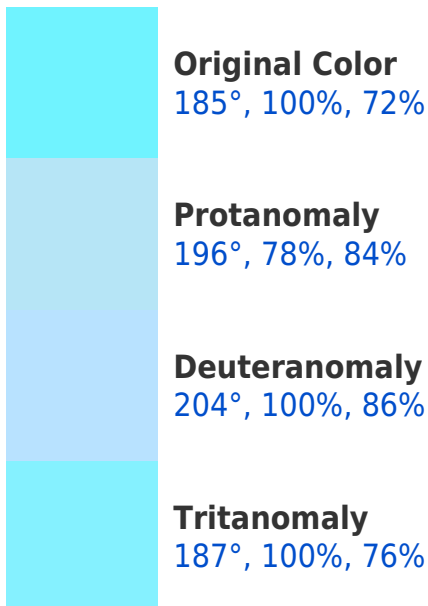 Original Color
185°, 100%, 72%
Protanomaly
196°, 78%, 84%
Deuteranomaly
204°, 100%, 86%
Tritanomaly
187°, 100%, 76%